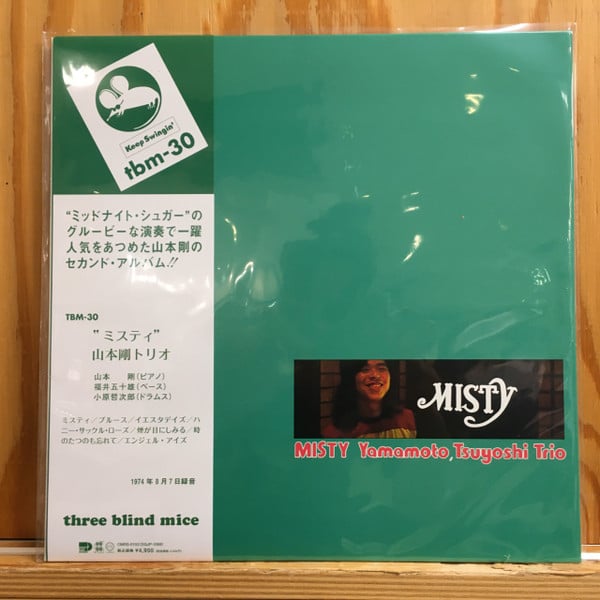 Keep Swingin'
tbm-30
“ミッドナイト・シュガー”の
グルービーな演奏で一躍
人気をあつめた山本剛の
セカンド・アルバム!!
TBM-30
“ミスティ”
山本剛トリオ
山本 剛(ピアノ)
福井五十雄(ベース)
小原哲次郎(ドラムス)
ミスティ／ブルース／イエスタデイズ／ハ
ニー・サックル・ローズ／煙が目にしみる／時
のたつのも忘れて／エンジェル・アイズ
1974年8月7日録音
three blind mice
¥4,900
MISTY
MISTY Yamamoto, Tsuyoshi Trio